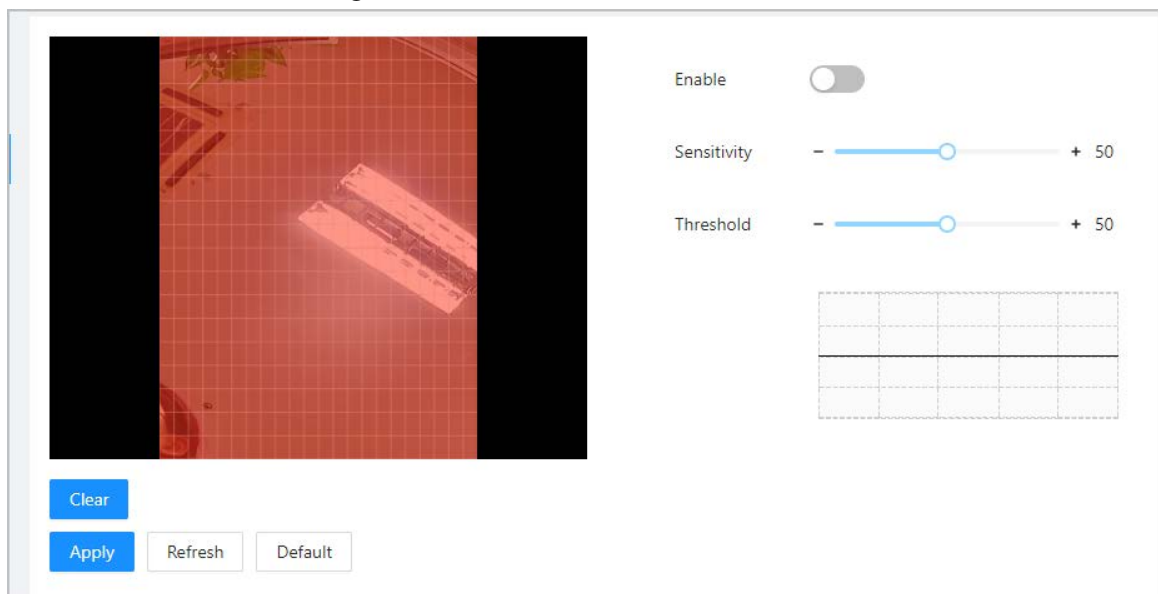 Enable
Sensitivity - + 50
Threshold - + 50
Clear
Apply Refresh Default